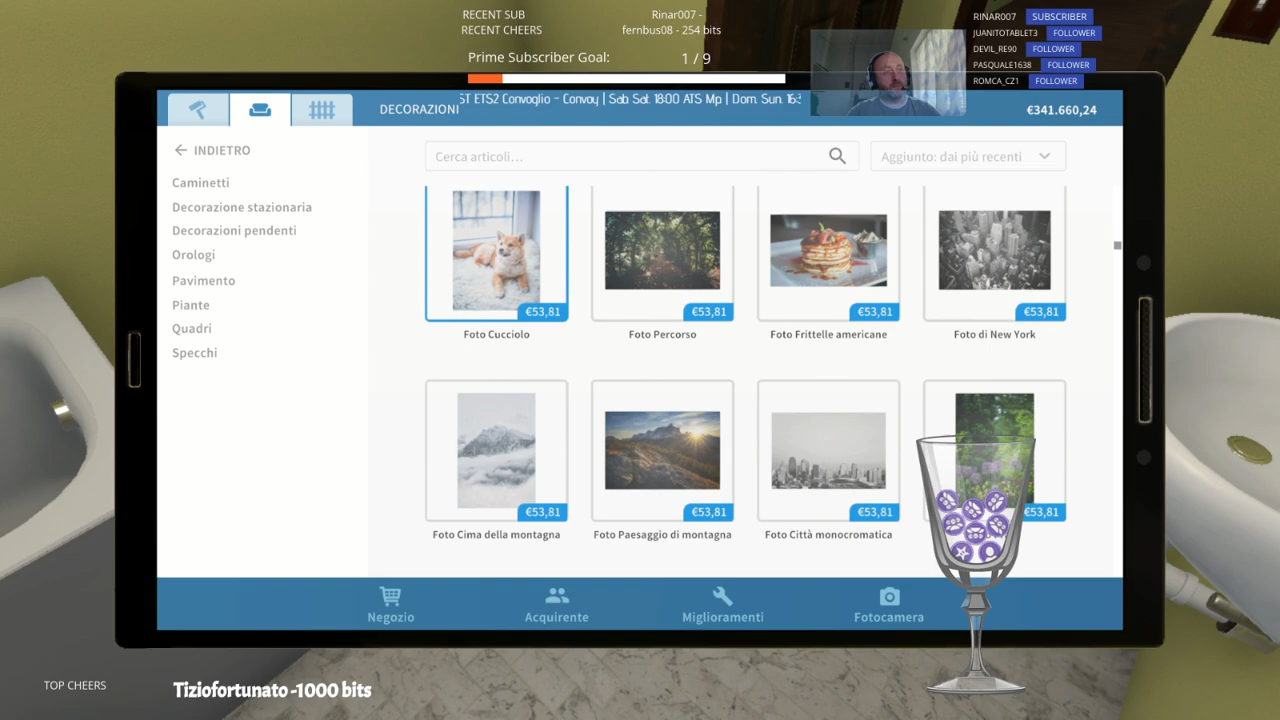 RECENT SUB
Rinar007 -
RECENT CHEERS
fernbus08 - 254 bits
Prime Subscriber Goal:
1 / 9
RINAR007 SUBSCRIBER
JUANITOTABLET3 FOLLOWER
DEVIL_RE90 FOLLOWER
PASQUALE1638 FOLLOWER
ROMCA_CZ1 FOLLOWER
DECORAZIONI
ST ETS2 Convoglio - Convoy | Sab Sat. 18:00 ATS Mp | Dom. Sun. 16:3
€341.660,24
INDIETRO
Caminetti
Decorazione stazionaria
Decorazioni pendenti
Orologi
Pavimento
Piante
Quadri
Specchi
Cerca articoli...
Aggiunto: dai più recenti
€53,81
€53,81
€53,81
€53,81
Foto Cucciolo
Foto Percorso
Foto Frittelle americane
Foto di New York
€53,81
€53,81
€53,81
€53,81
Foto Cima della montagna
Foto Paesaggio di montagna
Foto Città monocromatica
Negozio
Acquirente
Miglioramenti
Fotocamera
TOP CHEERS
Tiziofortunato -1000 bits